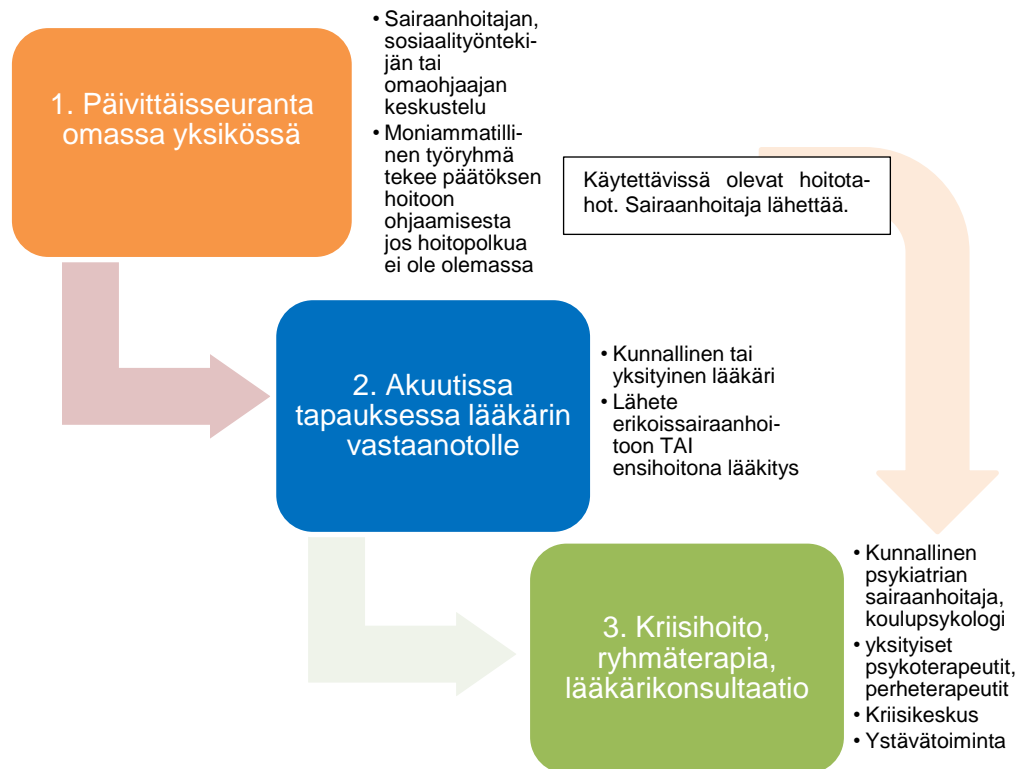 1. Päivittäisseuranta
omassa yksikössä
• Sairaanhoitajan,
sosiaalityönteki-
jän tai
omaohjaajan
keskustelu
• Moniammatilli-
nen työryhmä
tekee päätöksen
hoitoon
ohjaamisesta
jos hoitopolkua
ei ole olemassa
Käytettävissä olevat hoitota-
hot. Sairaanhoitaja lähettää.
2. Akuutissa
tapauksessa lääkärin
vastaanotolle
• Kunnallinen tai
yksityinen lääkäri
• Lähete
erikoissairaanhoi-
toon TAI
ensihoitona lääkitys
3. Kriisihoito,
ryhmäterapia,
lääkärikonsultaatio
• Kunnallinen
psykiatrian
sairaanhoitaja,
koulupsykologi
• yksityiset
psykoterapeutit,
perheterapeutit
• Kriisikeskus
• Ystävätoiminta